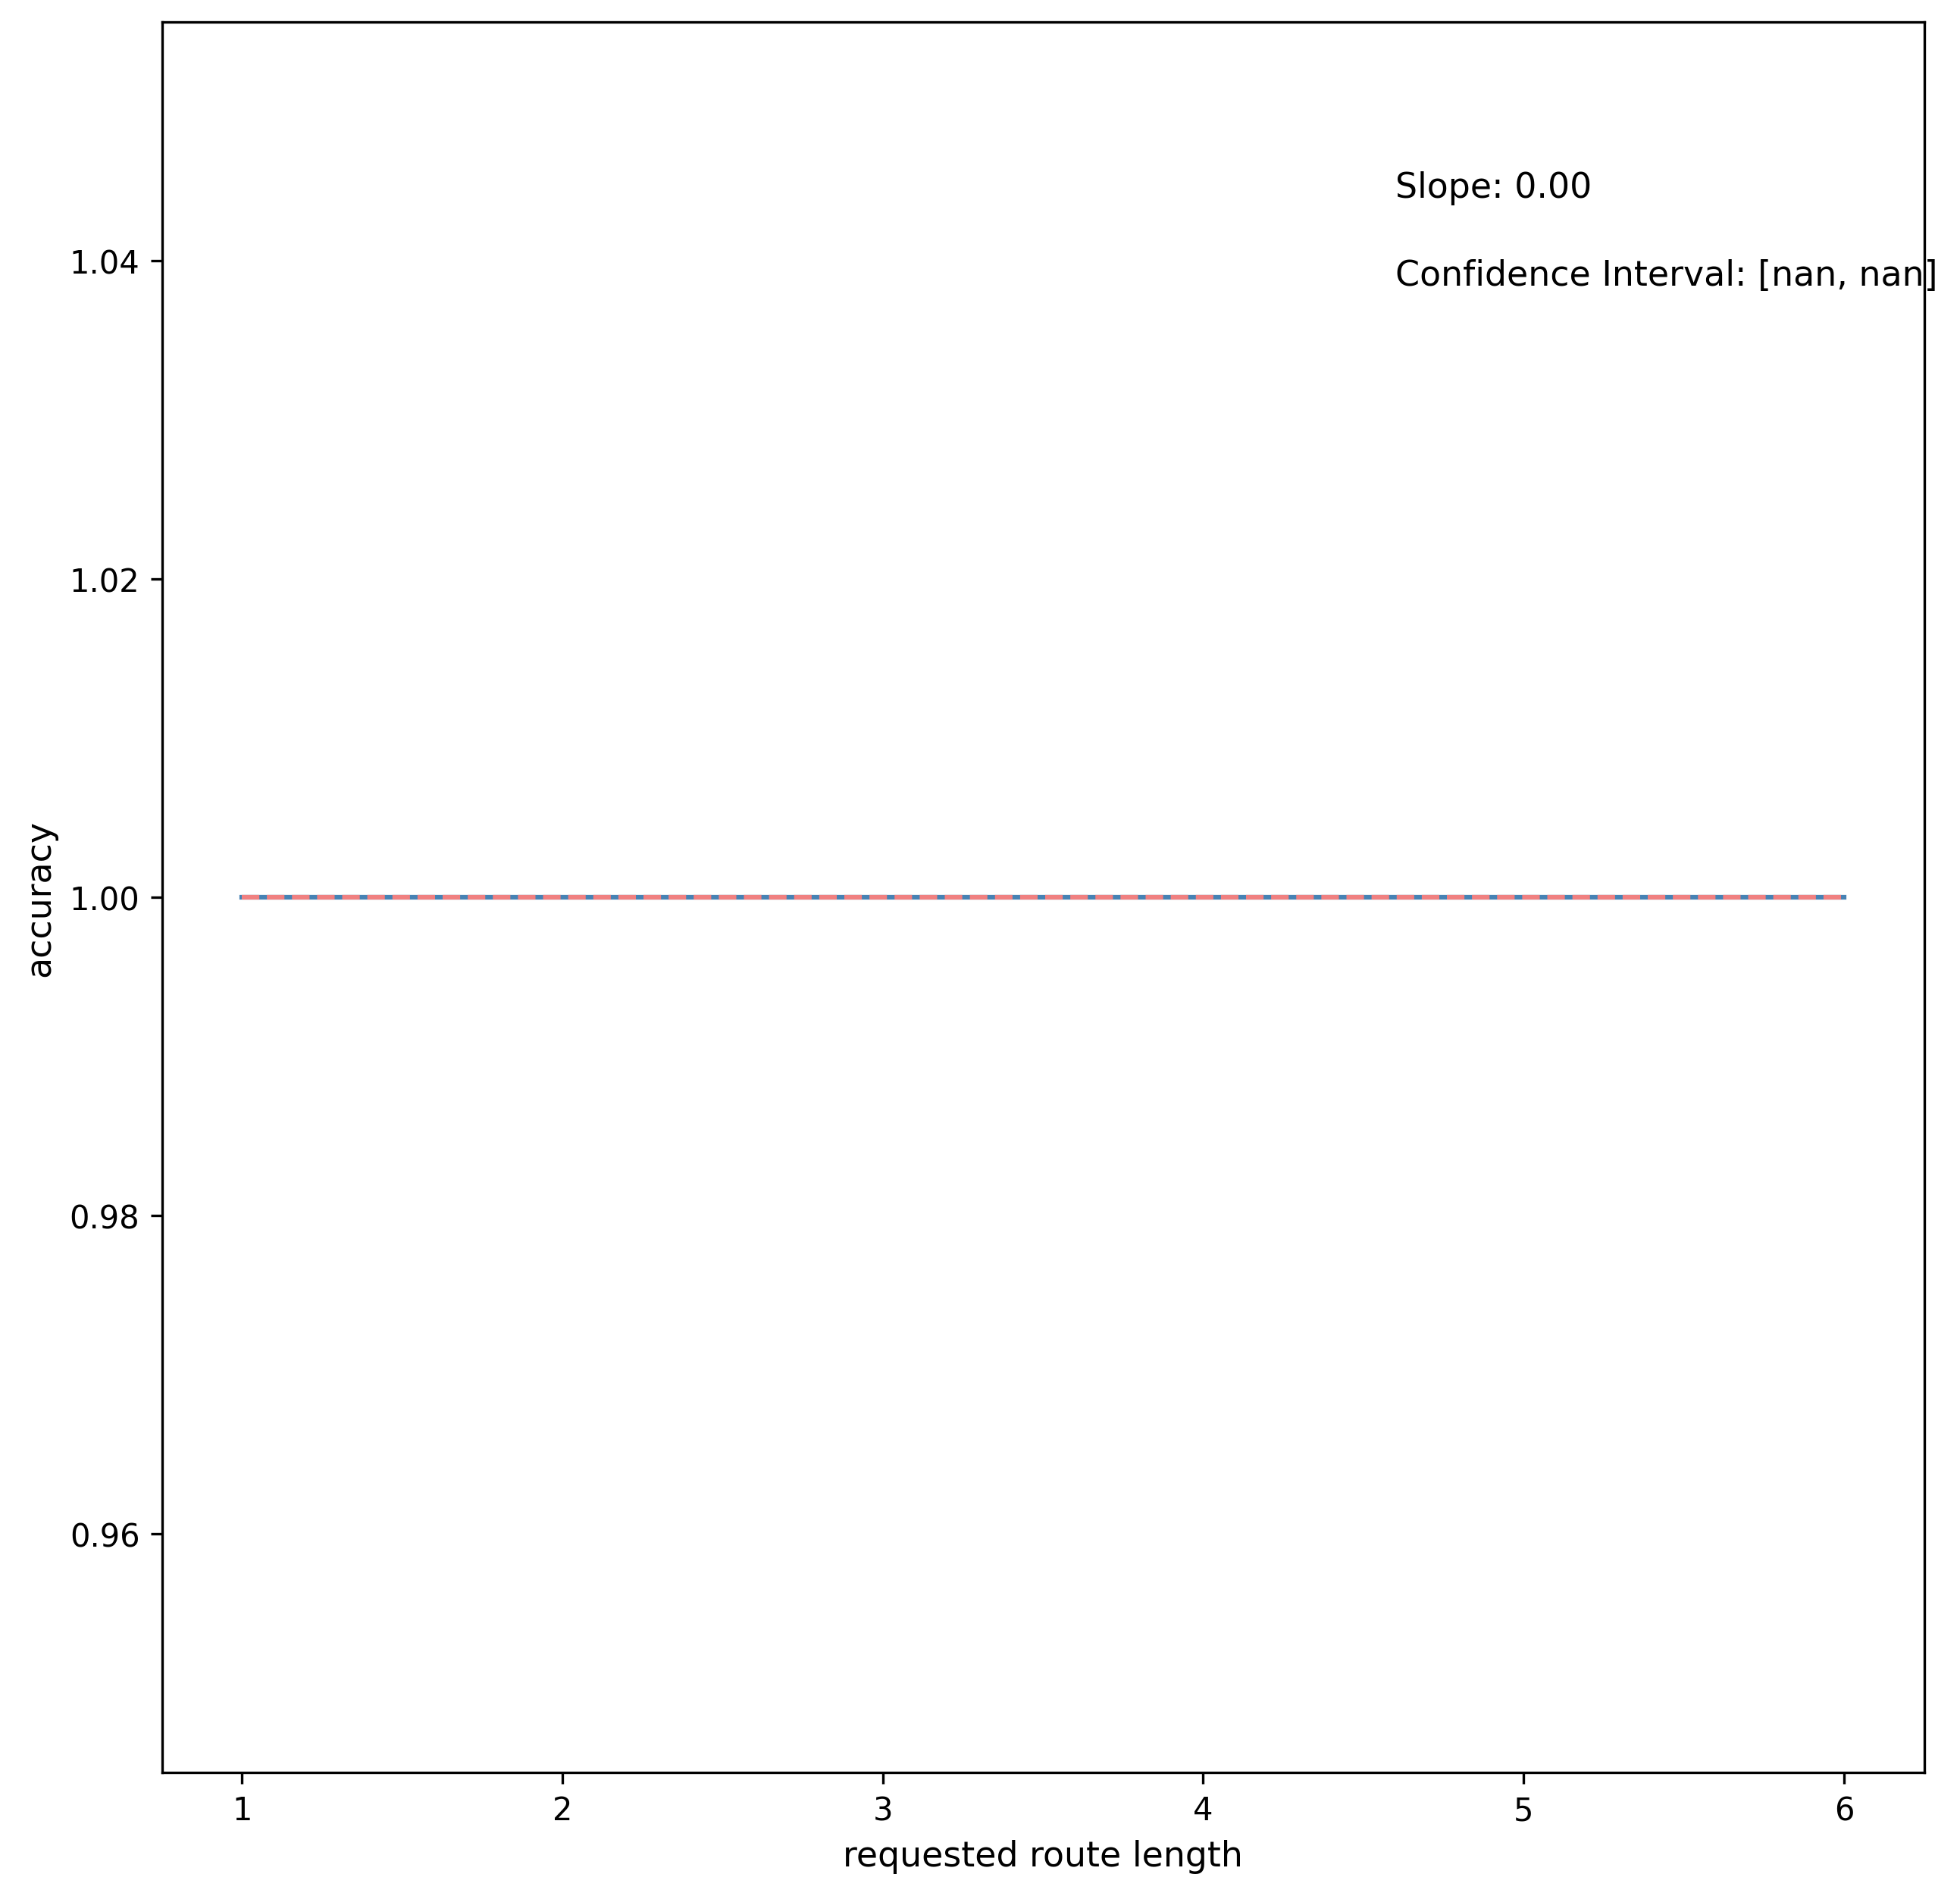 Slope: 0.00
Confidence Interval: [nan, nan]
1.04
1.02
1.00
0.98
0.96
accuracy
1 2 3 4 5 6
requested route length